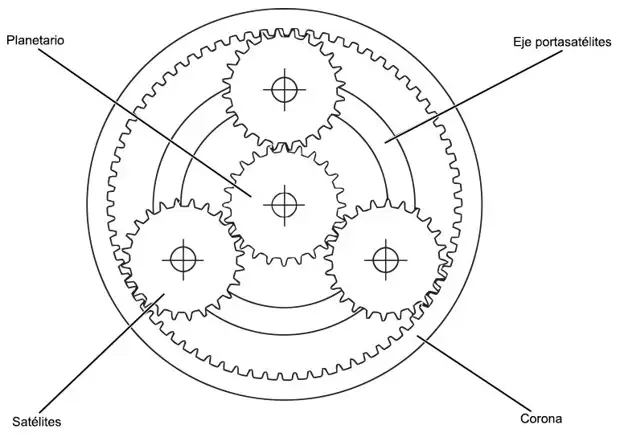 Planetario
Eje portasatélites
Satélites
Corona